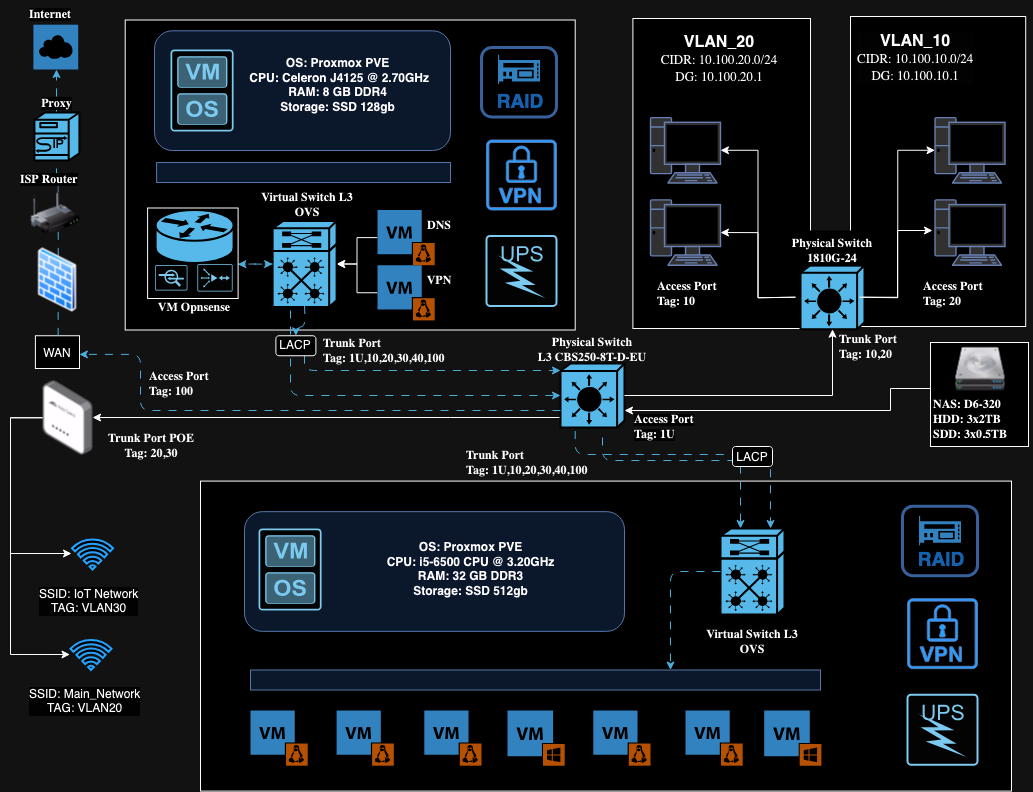 Internet
Proxy
SIP
ISP Router
WAN
VM
OS
OS: Proxmox PVE
CPU: Celeron J4125 @ 2.70GHz
RAM: 8 GB DDR4
Storage: SSD 128gb
RAID
VPN
UPS
Virtual Switch L3
OVS
VM
DNS
VM
VPN
VM Opnsense
LACP
Trunk Port
Tag: 1U,10,20,30,40,100
VLAN_20
CIDR: 10.100.20.0/24
DG: 10.100.20.1
VLAN_10
CIDR: 10.100.10.0/24
DG: 10.100.10.1
Physical Switch
1810G-24
Access Port
Tag: 10
Access Port
Tag: 20
Trunk Port
Tag: 10,20
Physical Switch
L3 CBS250-8T-D-EU
Access Port
Tag: 100
Trunk Port POE
Tag: 20,30
Access Port
Tag: 1U
NAS: D6-320
HDD: 3x2TB
SDD: 3x0.5TB
Trunk Port
Tag: 1U,10,20,30,40,100
LACP
SSID: IoT Network
TAG: VLAN30
SSID: Main_Network
TAG: VLAN20
VM
OS
OS: Proxmox PVE
CPU: i5-6500 CPU @ 3.20GHz
RAM: 32 GB DDR3
Storage: SSD 512gb
Virtual Switch L3
OVS
RAID
VPN
UPS
VM
VM
VM
VM
VM
VM
VM